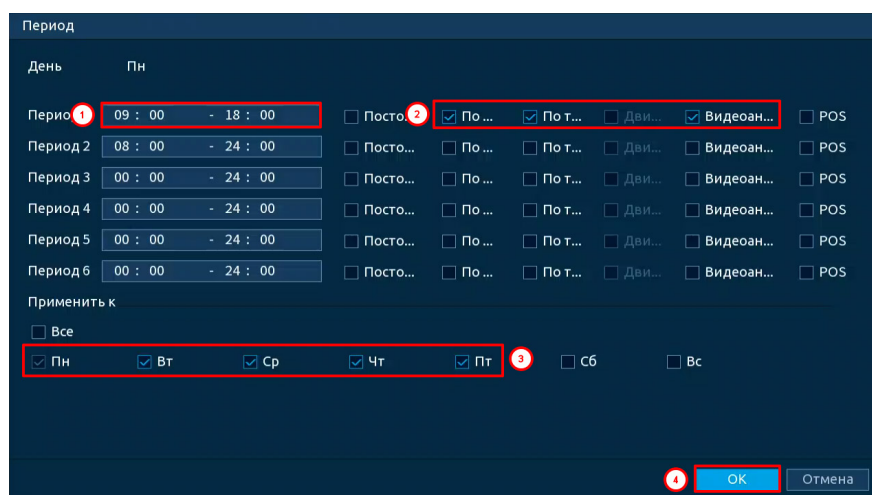 Период
День Пн
Перио 1 09 : 00 - 18 : 00 Посто... 2 По ... По т... Дви... Видеоан... POS
Период 2 08 : 00 - 24 : 00 Посто... По ... По т... Дви... Видеоан... POS
Период 3 00 : 00 - 24 : 00 Посто... По ... По т... Дви... Видеоан... POS
Период 4 00 : 00 - 24 : 00 Посто... По ... По т... Дви... Видеоан... POS
Период 5 00 : 00 - 24 : 00 Посто... По ... По т... Дви... Видеоан... POS
Период 6 00 : 00 - 24 : 00 Посто... По ... По т... Дви... Видеоан... POS
Применить к
Все
Пн Вт Ср Чт Пт 3 Сб Вс
4 OK Отмена